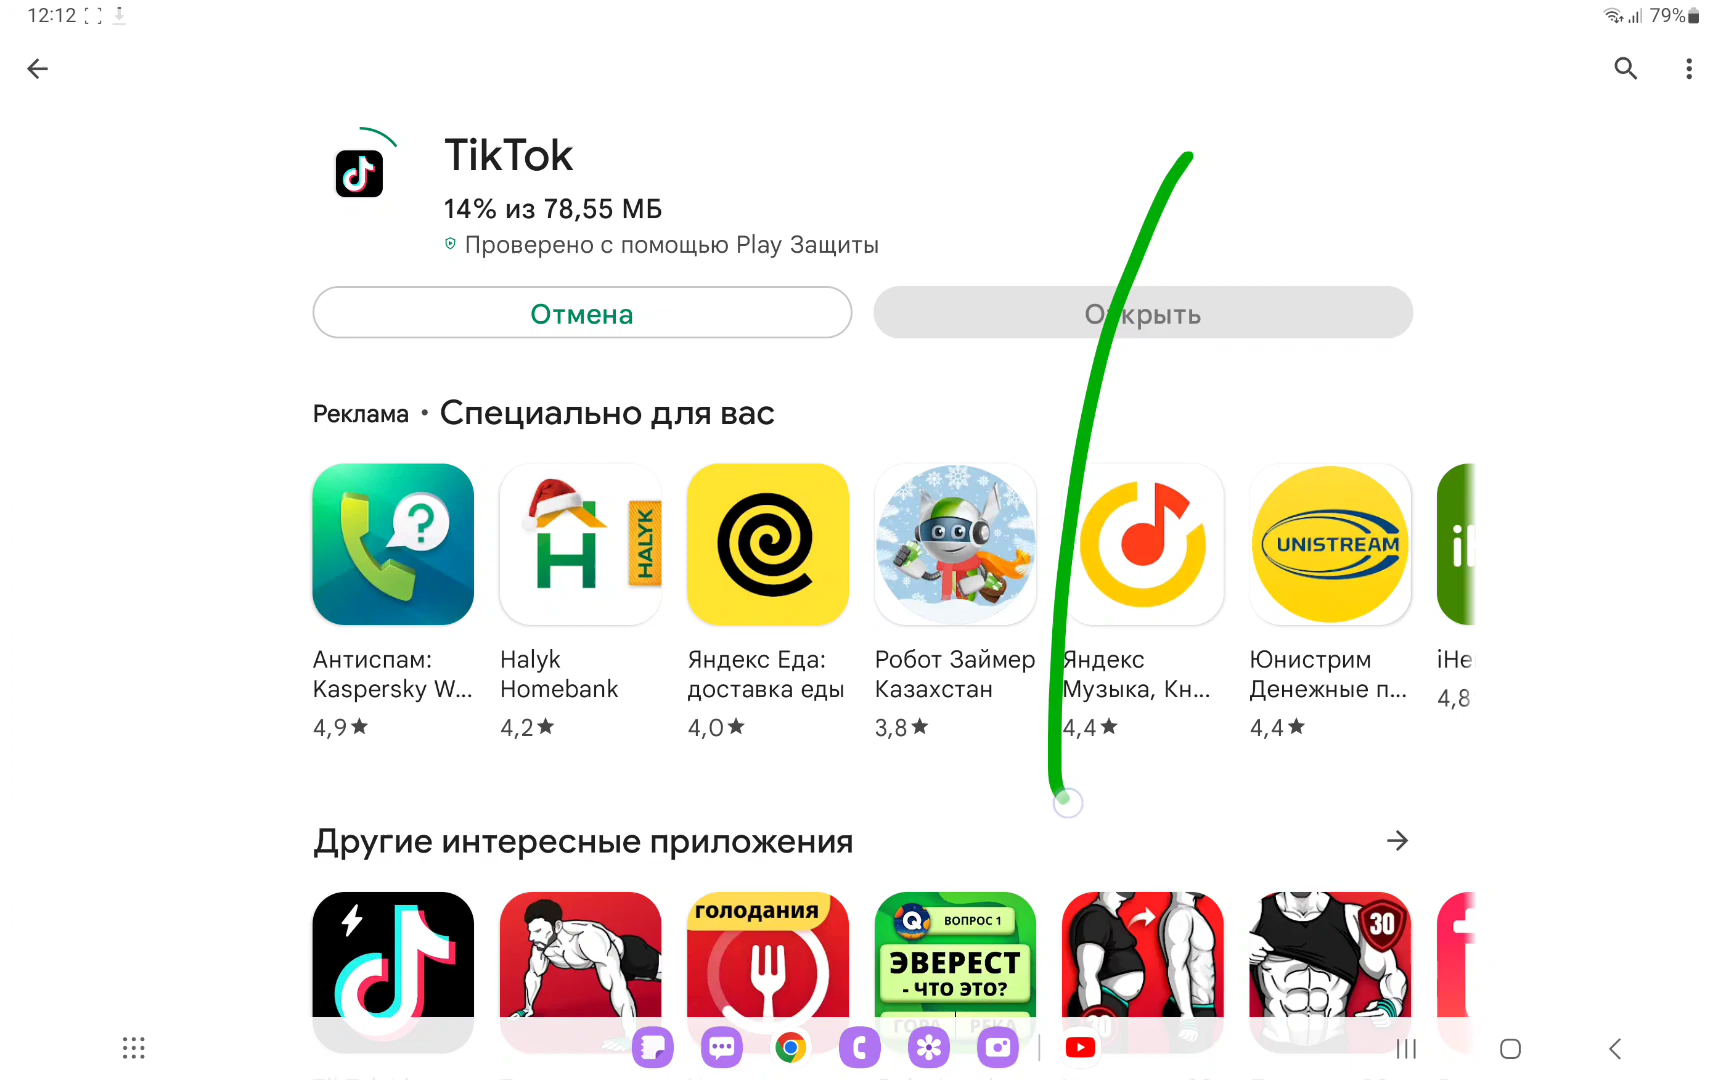 12:12
79%
TikTok
14% из 78,55 МБ
Проверено с помощью Play Защиты
Отмена
Открыть
Реклама • Специально для вас
HALYK
UNISTREAM
Антиспам:
Kaspersky W...
4,9★
Halyk
Homebank
4,2★
Яндекс Еда:
доставка еды
4,0★
Робот Займер
Казахстан
3,8★
Яндекс
Музыка, Кн...
4,4★
Юнистрим
Денежные п...
4,4★
iHe
4,8
Другие интересные приложения
голодания
Q ВОПРОС 1
ЭВЕРЕСТ
- ЧТО ЭТО?
ГОРА РЕКА
30